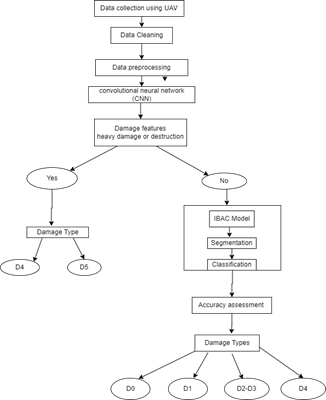 Data collection using UAV
Data Cleaning
Data preprocessing
convolutional neural network
(CNN)
Damage features
heavy damage or destruction
Yes
No
Damage Type
D4
D5
IBAC Model
Segmentation
Classification
Accuracy assessment
Damage Types
D0
D1
D2-D3
D4